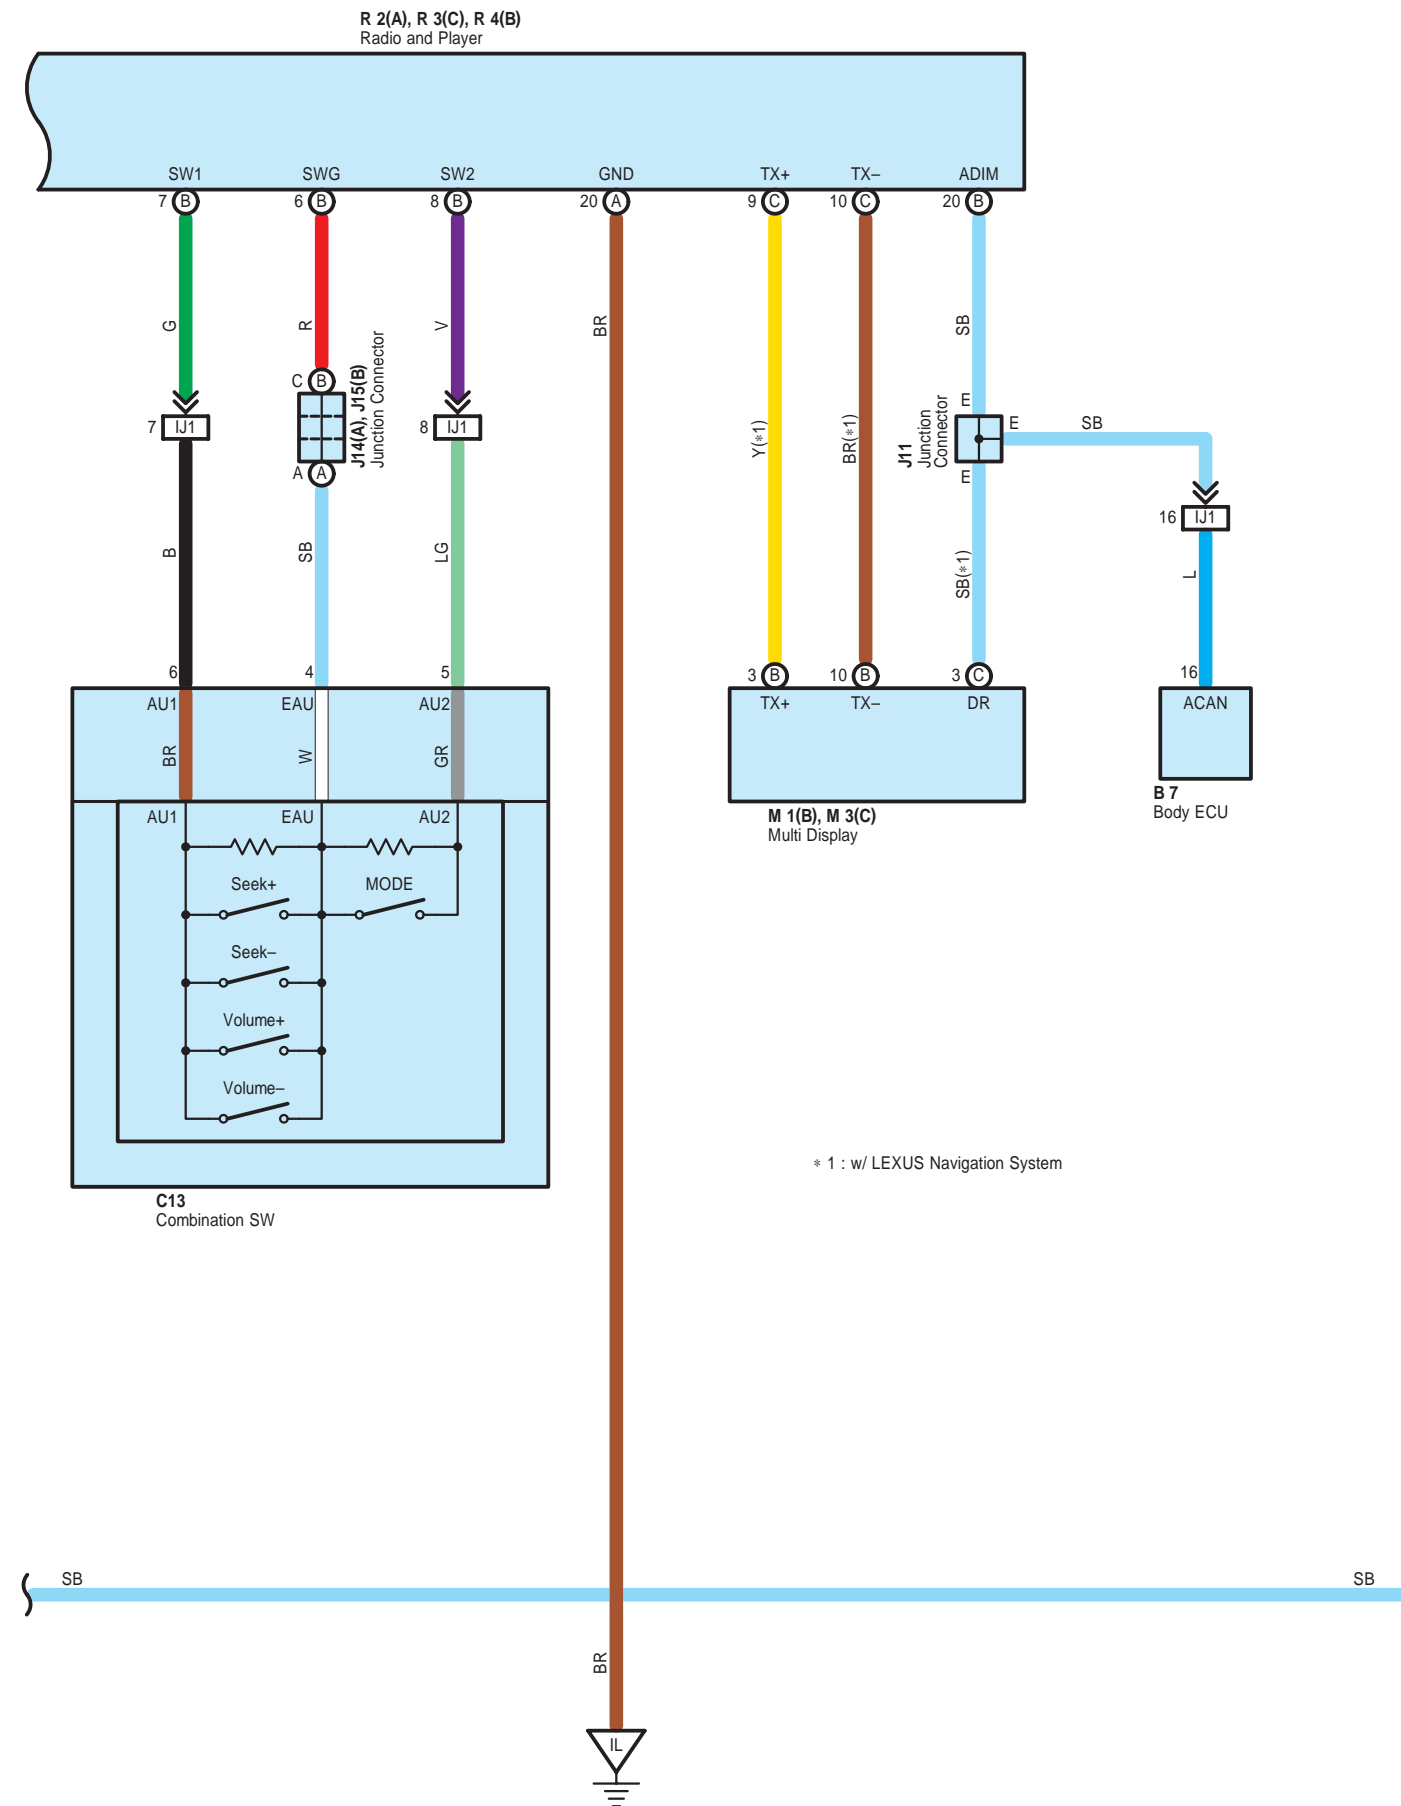 R 2(A), R 3(C), R 4(B)
Radio and Player
SW1 SWG SW2 GND TX+ TX– ADIM
7 B 6 B 8 B 20 A 9 C 10 C 20 B
G R V BR SB
C B
J14(A), J15(B)
Junction Connector
7 IJ1
8 IJ1
A A
Y(∗1)
BR(∗1)
E
J11
Junction
Connector
E SB
E
16 IJ1
B SB LG SB(∗1) L
6 4 5 3 B 10 B 3 C 16
AU1 EAU AU2 TX+ TX– DR ACAN
BR W GR
M 1(B), M 3(C)
Multi Display
B 7
Body ECU
AU1 EAU AU2
Seek+ MODE
Seek–
Volume+
Volume–
∗ 1 : w/ LEXUS Navigation System
C13
Combination SW
SB SB
BR
IL